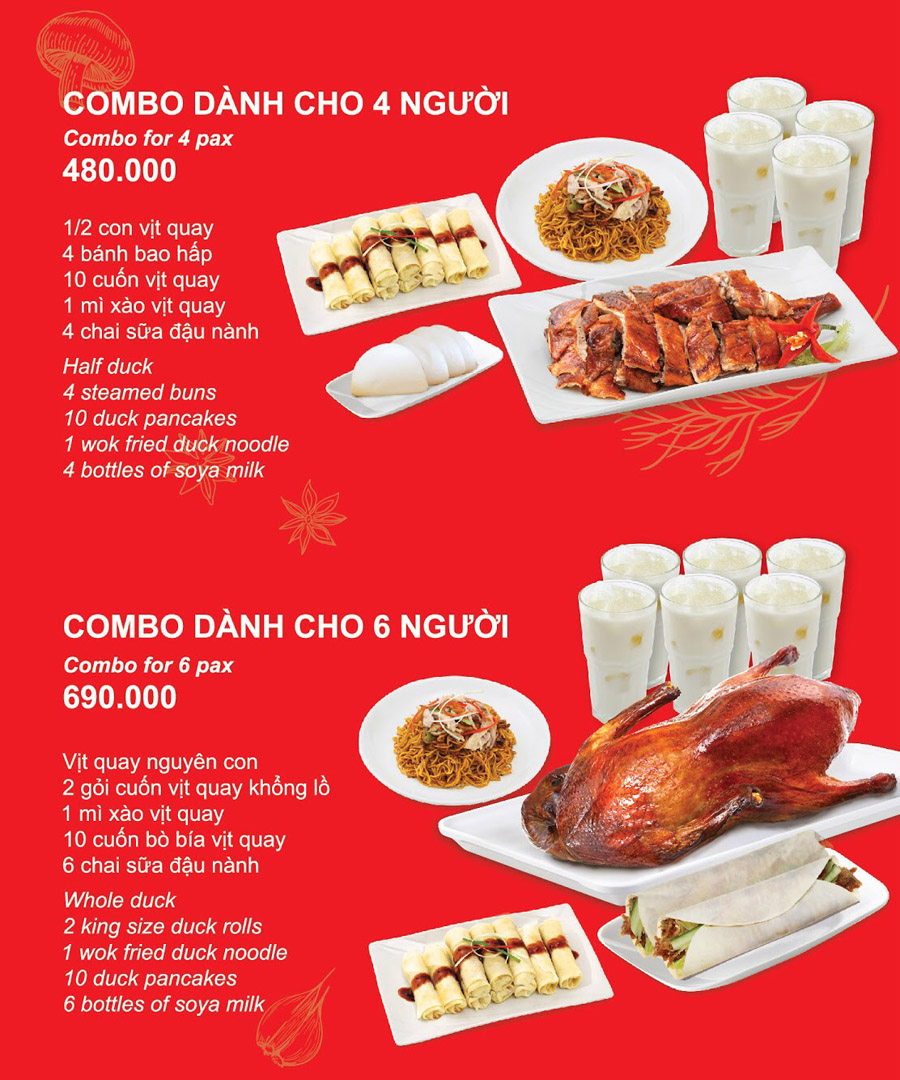 COMBO DÀNH CHO 4 NGƯỜI
Combo for 4 pax
480.000
1/2 con vịt quay
4 bánh bao hấp
10 cuốn vịt quay
1 mì xào vịt quay
4 chai sữa đậu nành
Half duck
4 steamed buns
10 duck pancakes
1 wok fried duck noodle
4 bottles of soya milk
COMBO DÀNH CHO 6 NGƯỜI
Combo for 6 pax
690.000
Vịt quay nguyên con
2 gỏi cuốn vịt quay khổng lồ
1 mì xào vịt quay
10 cuốn bò bía vịt quay
6 chai sữa đậu nành
Whole duck
2 king size duck rolls
1 wok fried duck noodle
10 duck pancakes
6 bottles of soya milk